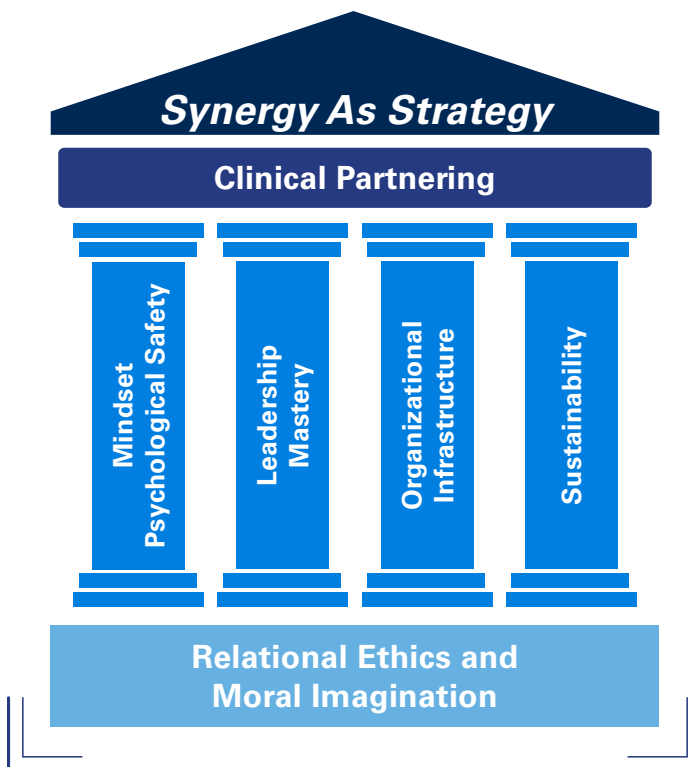 Synergy As Strategy
Clinical Partnering
Mindset
Psychological Safety
Leadership
Mastery
Organizational
Infrastructure
Sustainability
Relational Ethics and
Moral Imagination